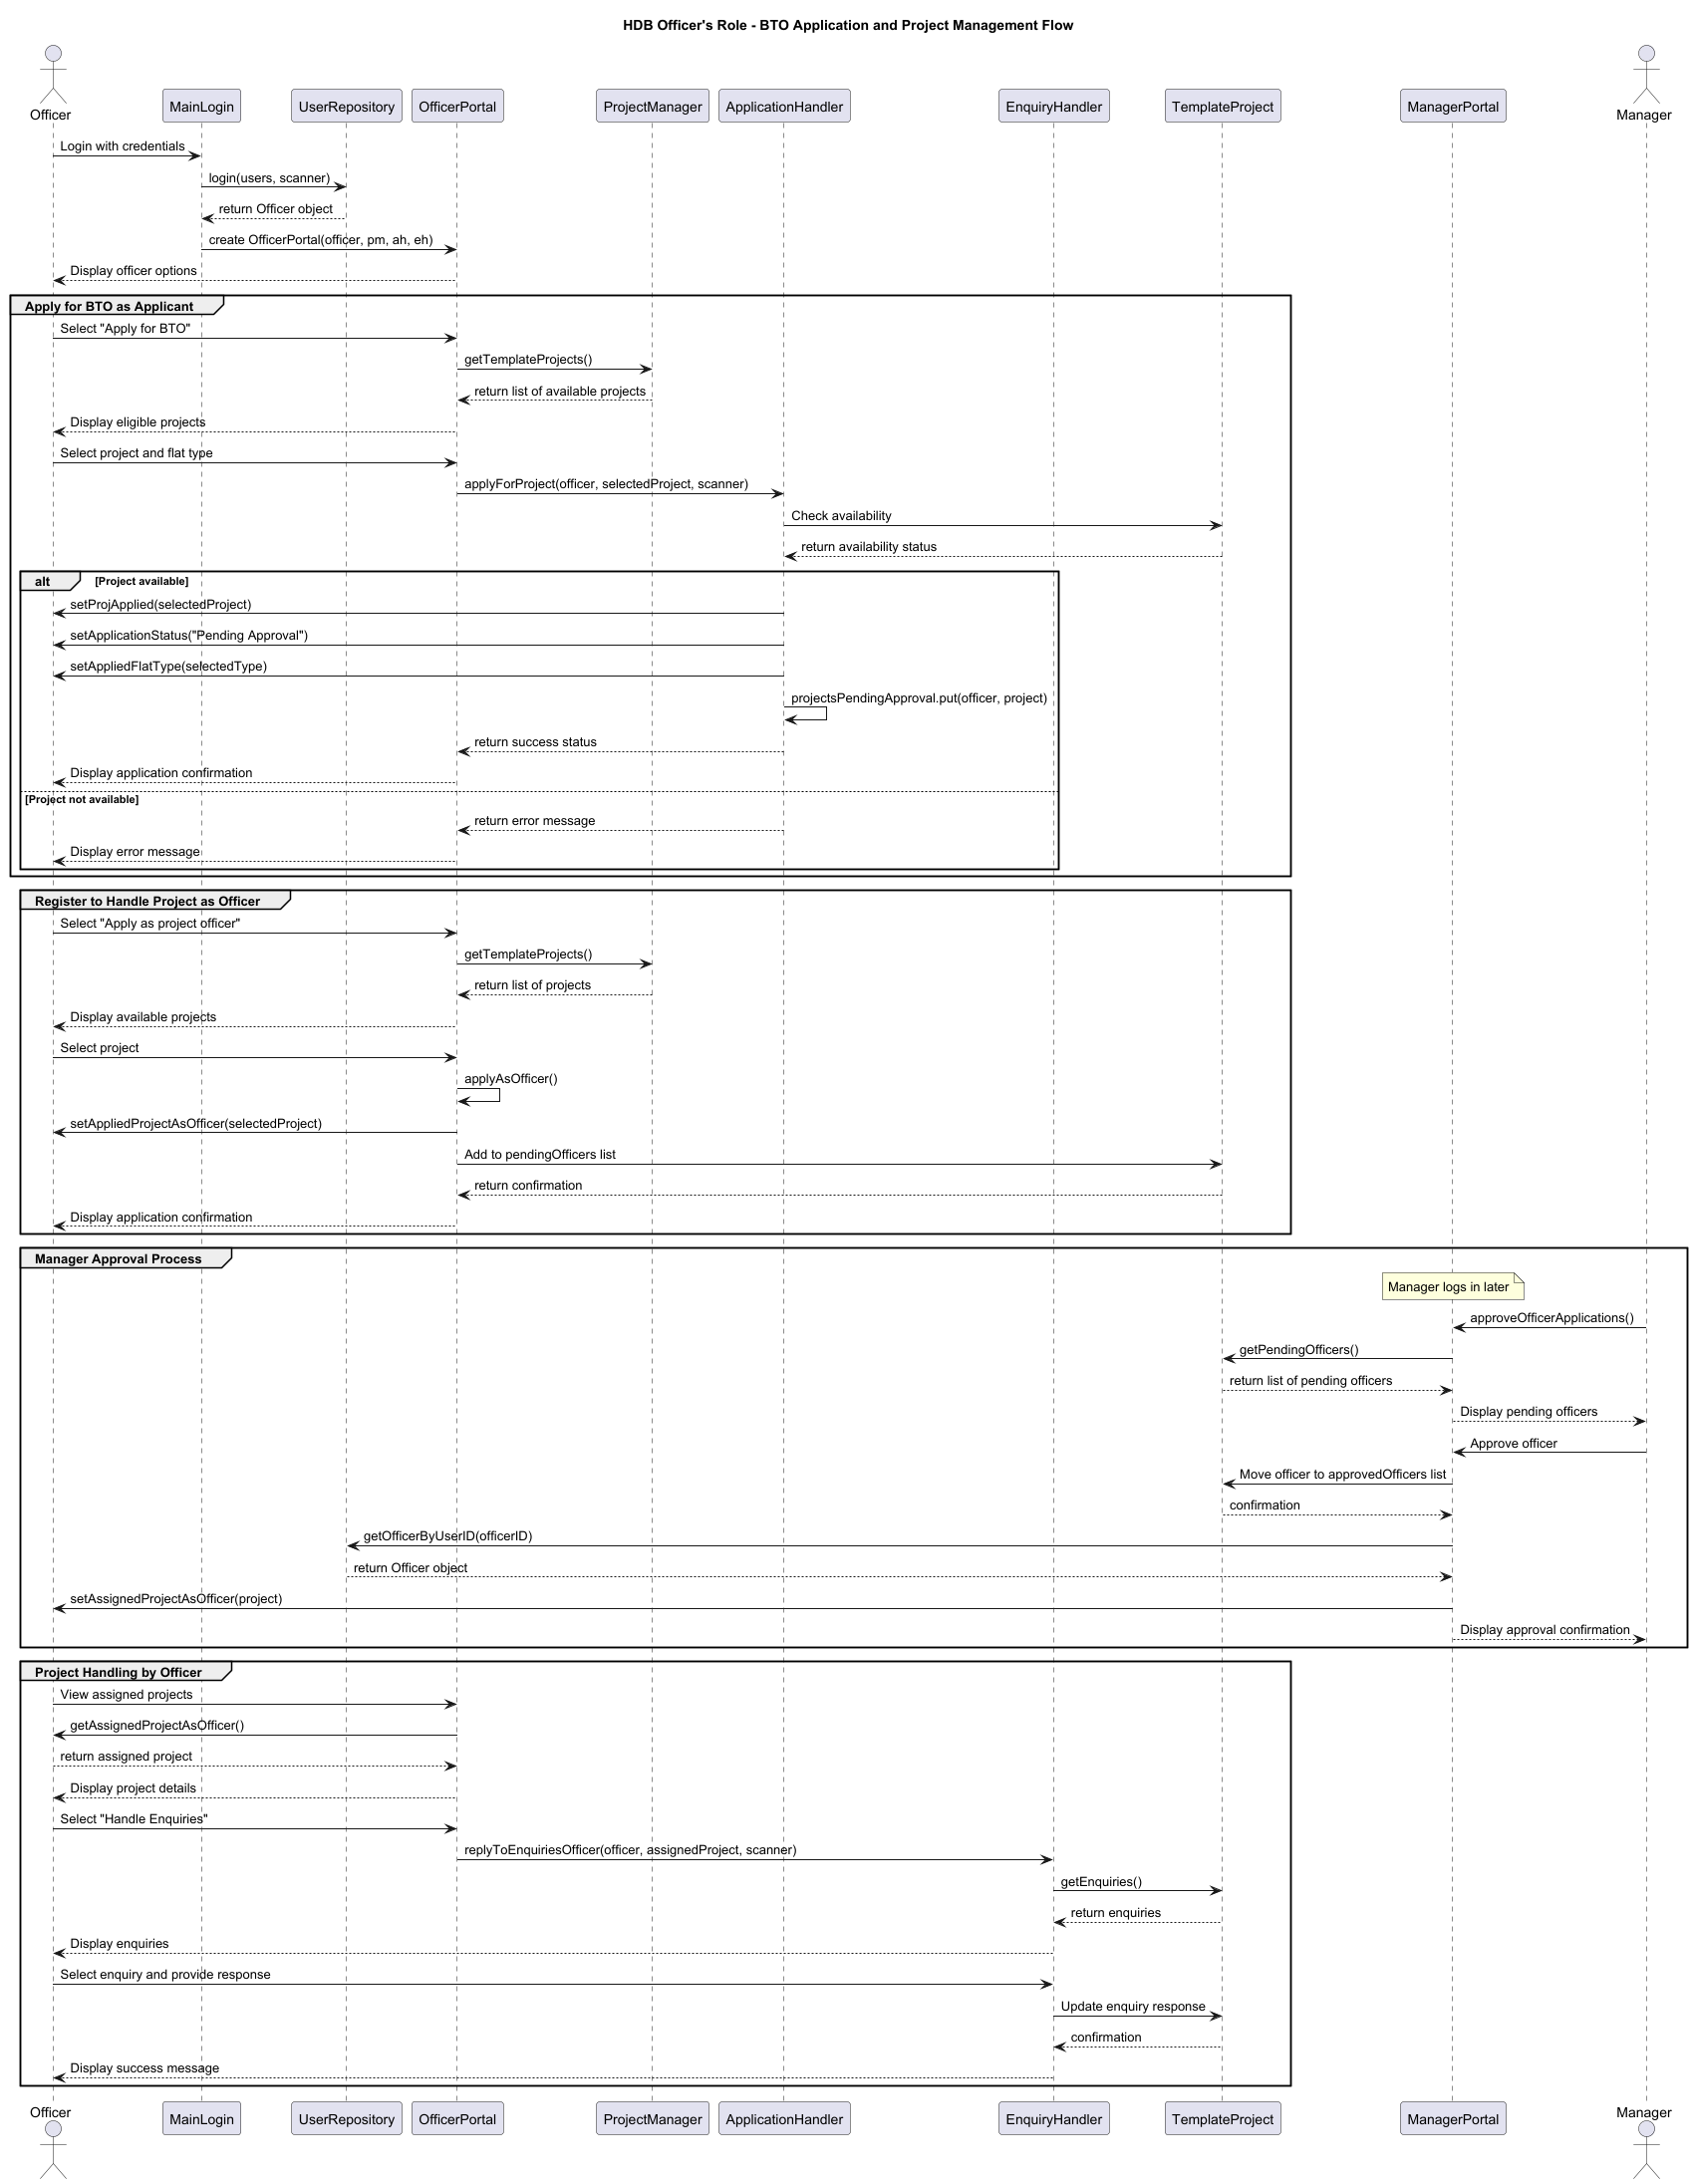 HDB Officer's Role - BTO Application and Project Management Flow
Officer
MainLogin
UserRepository
OfficerPortal
ProjectManager
ApplicationHandler
EnquiryHandler
TemplateProject
ManagerPortal
Manager
Login with credentials
login(users, scanner)
return Officer object
create OfficerPortal(officer, pm, ah, eh)
Display officer options
Apply for BTO as Applicant
Select "Apply for BTO"
getTemplateProjects()
return list of available projects
Display eligible projects
Select project and flat type
applyForProject(officer, selectedProject, scanner)
Check availability
return availability status
alt [Project available]
setProjApplied(selectedProject)
setApplicationStatus("Pending Approval")
setAppliedFlatType(selectedType)
projectsPendingApproval.put(officer, project)
return success status
Display application confirmation
[Project not available]
return error message
Display error message
Register to Handle Project as Officer
Select "Apply as project officer"
getTemplateProjects()
return list of projects
Display available projects
Select project
applyAsOfficer()
setAppliedProjectAsOfficer(selectedProject)
Add to pendingOfficers list
return confirmation
Display application confirmation
Manager Approval Process
Manager logs in later
approveOfficerApplications()
getPendingOfficers()
return list of pending officers
Display pending officers
Approve officer
Move officer to approvedOfficers list
confirmation
getOfficerByUserID(officerID)
return Officer object
setAssignedProjectAsOfficer(project)
Display approval confirmation
Project Handling by Officer
View assigned projects
getAssignedProjectAsOfficer()
return assigned project
Display project details
Select "Handle Enquiries"
replyToEnquiriesOfficer(officer, assignedProject, scanner)
getEnquiries()
return enquiries
Display enquiries
Select enquiry and provide response
Update enquiry response
confirmation
Display success message
Officer
MainLogin
UserRepository
OfficerPortal
ProjectManager
ApplicationHandler
EnquiryHandler
TemplateProject
ManagerPortal
Manager